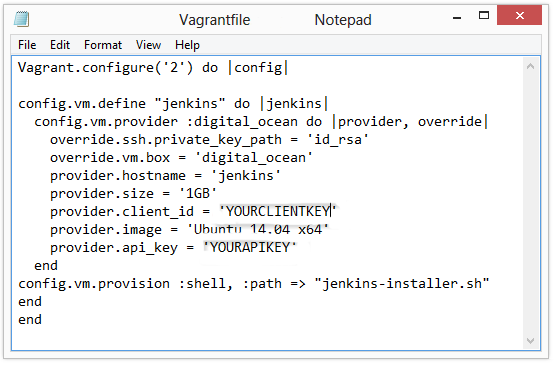 Vagrantfile Notepad
File Edit Format View Help
Vagrant.configure('2') do |config|
config.vm.define "jenkins" do |jenkins|
config.vm.provider :digital_ocean do |provider, override|
override.ssh.private_key_path = 'id_rsa'
override.vm.box = 'digital_ocean'
provider.hostname = 'jenkins'
provider.size = '1GB'
provider.client_id = 'YOURCLIENTKEY'
provider.image = 'Ubuntu 14.04 x64'
provider.api_key = 'YOURAPIKEY'
end
config.vm.provision :shell, :path => "jenkins-installer.sh"
end
end